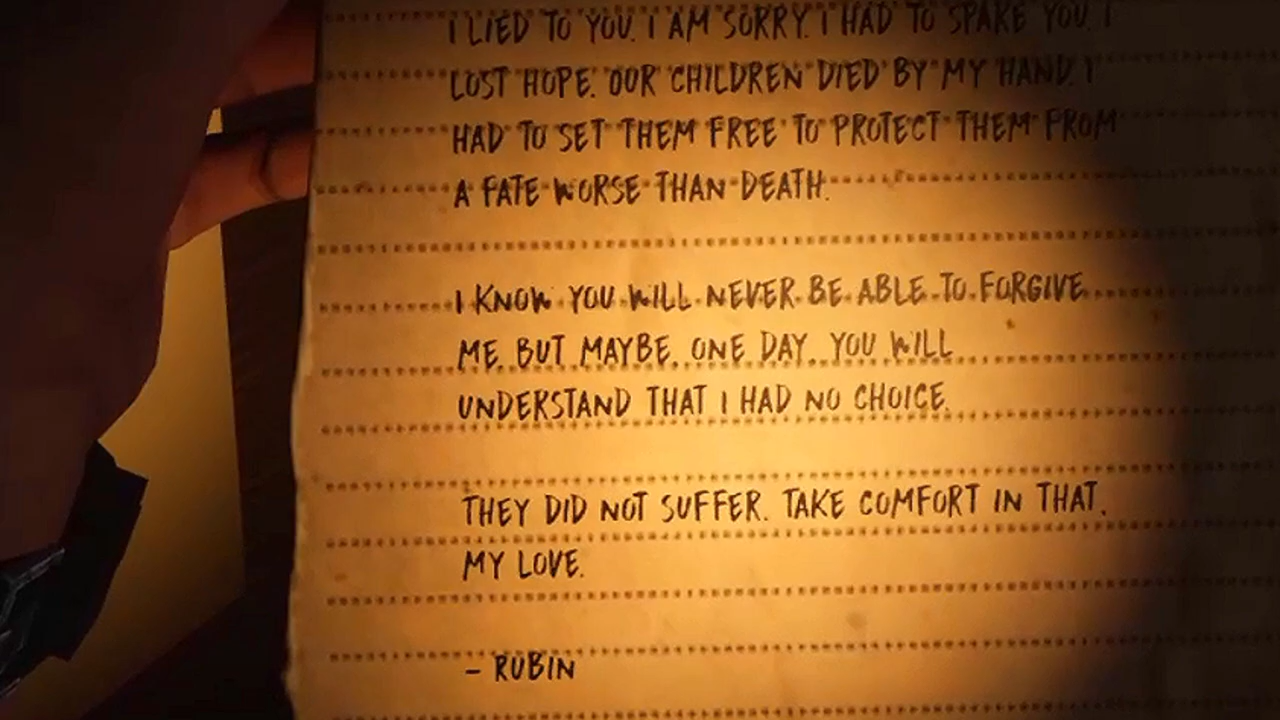 I LIED TO YOU. I AM SORRY. I HAD TO SPARE YOU. I
LOST HOPE. OUR CHILDREN DIED BY MY HAND. I
HAD TO SET THEM FREE TO PROTECT THEM FROM
A FATE WORSE THAN DEATH.
I KNOW YOU WILL NEVER BE ABLE TO FORGIVE
ME. BUT MAYBE, ONE DAY, YOU WILL
UNDERSTAND THAT I HAD NO CHOICE.
THEY DID NOT SUFFER. TAKE COMFORT IN THAT,
MY LOVE.
- RUBIN